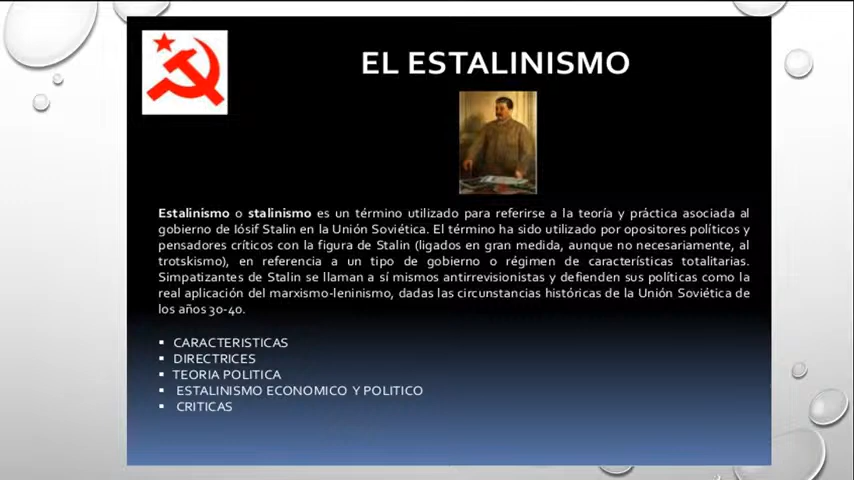 EL ESTALINISMO
Estalinismo o stalinismo es un término utilizado para referirse a la teoría y práctica asociada al
gobierno de Iósif Stalin en la Unión Soviética. El término ha sido utilizado por opositores políticos y
pensadores críticos con la figura de Stalin (ligados en gran medida, aunque no necesariamente, al
trotskismo), en referencia a un tipo de gobierno o régimen de características totalitarias.
Simpatizantes de Stalin se llaman a sí mismos antirrevisionistas y defienden sus políticas como la
real aplicación del marxismo-leninismo, dadas las circunstancias históricas de la Unión Soviética de
los años 30-40.
▪ CARACTERISTICAS
▪ DIRECTRICES
▪ TEORIA POLITICA
▪ ESTALINISMO ECONOMICO Y POLITICO
▪ CRITICAS